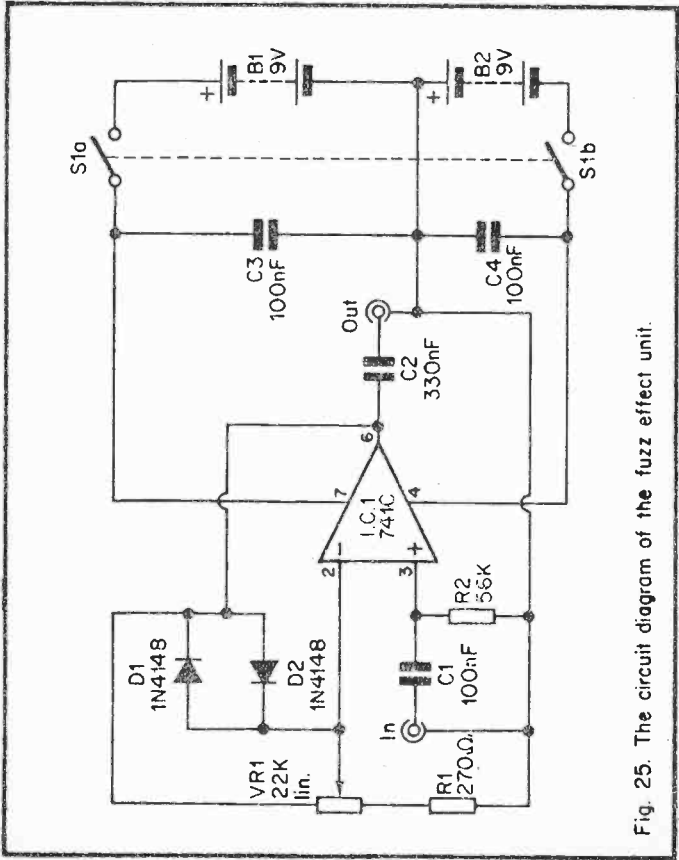 S1a
D1
1N4148
D2
1N4148
VR1
22K
lin.
R1
270Ω
In
C1
100nF
R2
56K
2
-
3
+
I.C.1
741C
7
4
6
C2
330nF
Out
C3
100nF
C4
100nF
S1b
+
B1
9V
+
B2
9V
Fig. 25. The circuit diagram of the fuzz effect unit.